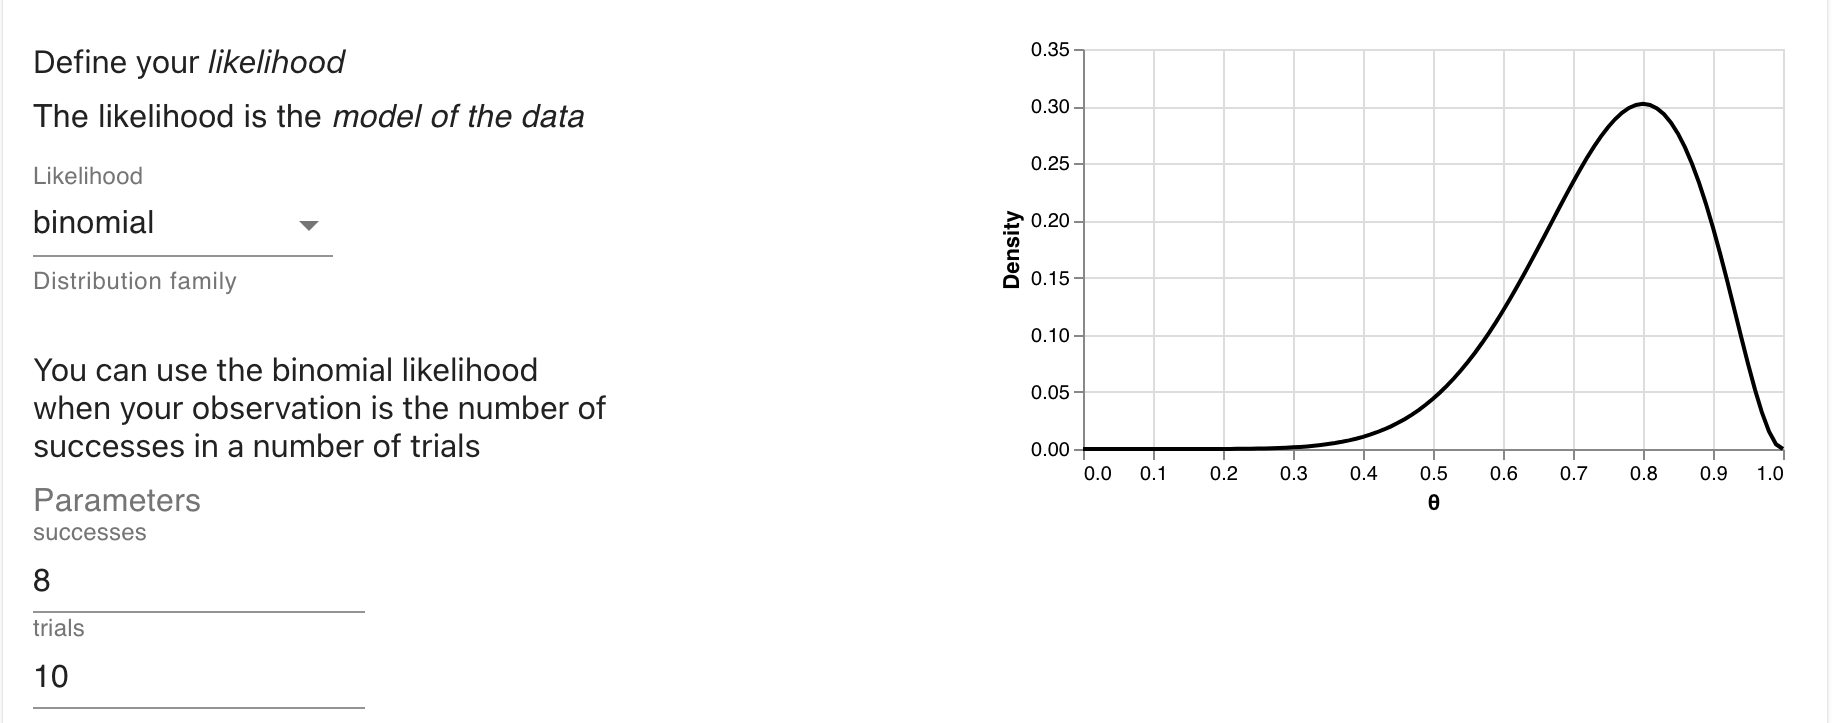 Define your likelihood
The likelihood is the model of the data
Likelihood
binomial
Distribution family
You can use the binomial likelihood
when your observation is the number of
successes in a number of trials
Parameters
successes
8
trials
10
0.35
0.30
0.25
0.20
0.15
0.10
0.05
0.00
Density
0.0 0.1 0.2 0.3 0.4 0.5 0.6 0.7 0.8 0.9 1.0
θ